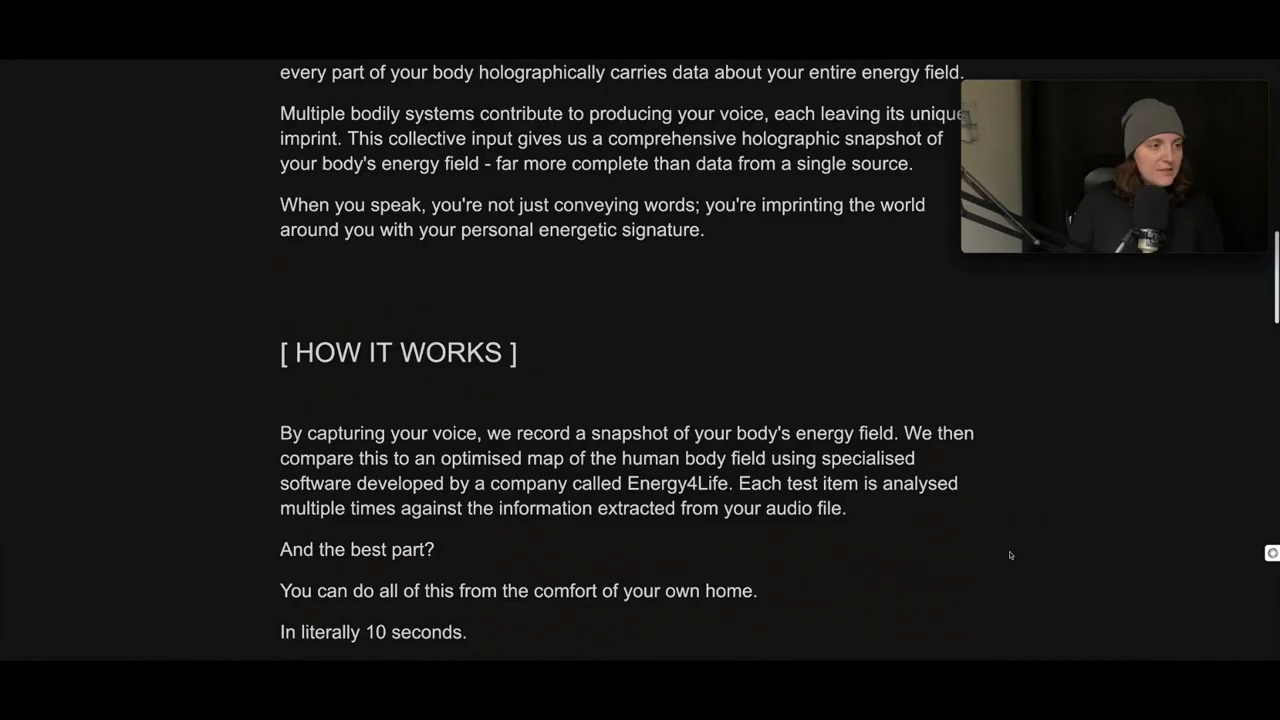 every part of your body holographically carries data about your entire energy field.
Multiple bodily systems contribute to producing your voice, each leaving its unique
imprint. This collective input gives us a comprehensive holographic snapshot of
your body's energy field - far more complete than data from a single source.
When you speak, you're not just conveying words; you're imprinting the world
around you with your personal energetic signature.
[ HOW IT WORKS ]
By capturing your voice, we record a snapshot of your body's energy field. We then
compare this to an optimised map of the human body field using specialised
software developed by a company called Energy4Life. Each test item is analysed
multiple times against the information extracted from your audio file.
And the best part?
You can do all of this from the comfort of your own home.
In literally 10 seconds.